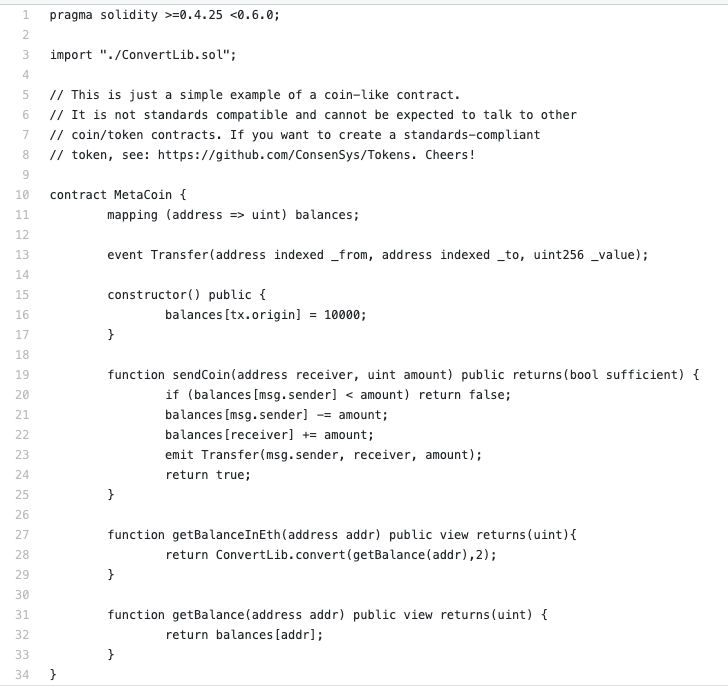 1 pragma solidity >=0.4.25 <0.6.0;
2
3 import "./ConvertLib.sol";
4
5 // This is just a simple example of a coin-like contract.
6 // It is not standards compatible and cannot be expected to talk to other
7 // coin/token contracts. If you want to create a standards-compliant
8 // token, see: https://github.com/ConsenSys/Tokens. Cheers!
9
10 contract MetaCoin {
11         mapping (address => uint) balances;
12
13         event Transfer(address indexed _from, address indexed _to, uint256 _value);
14
15         constructor() public {
16                 balances[tx.origin] = 10000;
17         }
18
19         function sendCoin(address receiver, uint amount) public returns(bool sufficient) {
20                 if (balances[msg.sender] < amount) return false;
21                 balances[msg.sender] -= amount;
22                 balances[receiver] += amount;
23                 emit Transfer(msg.sender, receiver, amount);
24                 return true;
25         }
26
27         function getBalanceInEth(address addr) public view returns(uint){
28                 return ConvertLib.convert(getBalance(addr),2);
29         }
30
31         function getBalance(address addr) public view returns(uint) {
32                 return balances[addr];
33         }
34 }